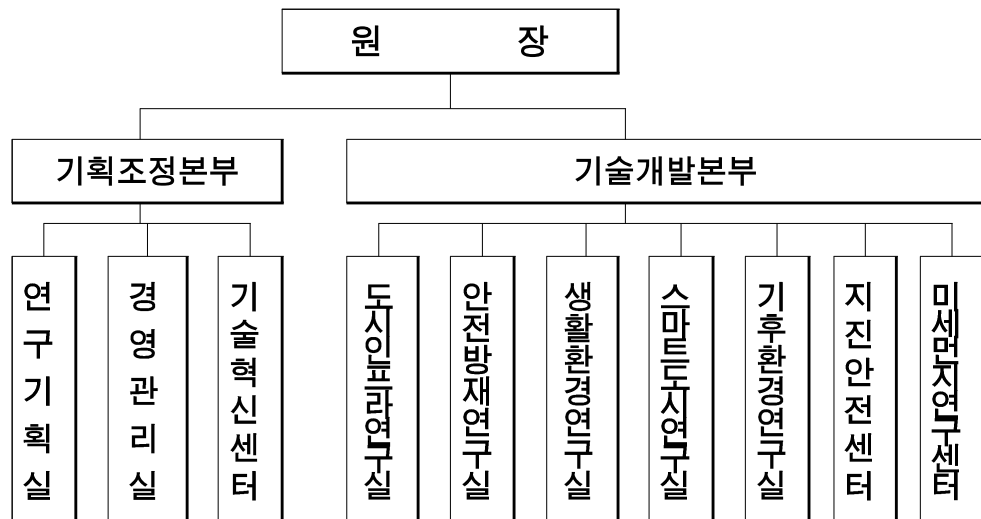 원 장
기획조정본부
기술개발본부
연구기획실
경영관리실
기술혁신센터
도시인프라연구실
안전방재연구실
생활환경연구실
스마트도시연구실
기후환경연구실
지진안전센터
미세먼지연구센터